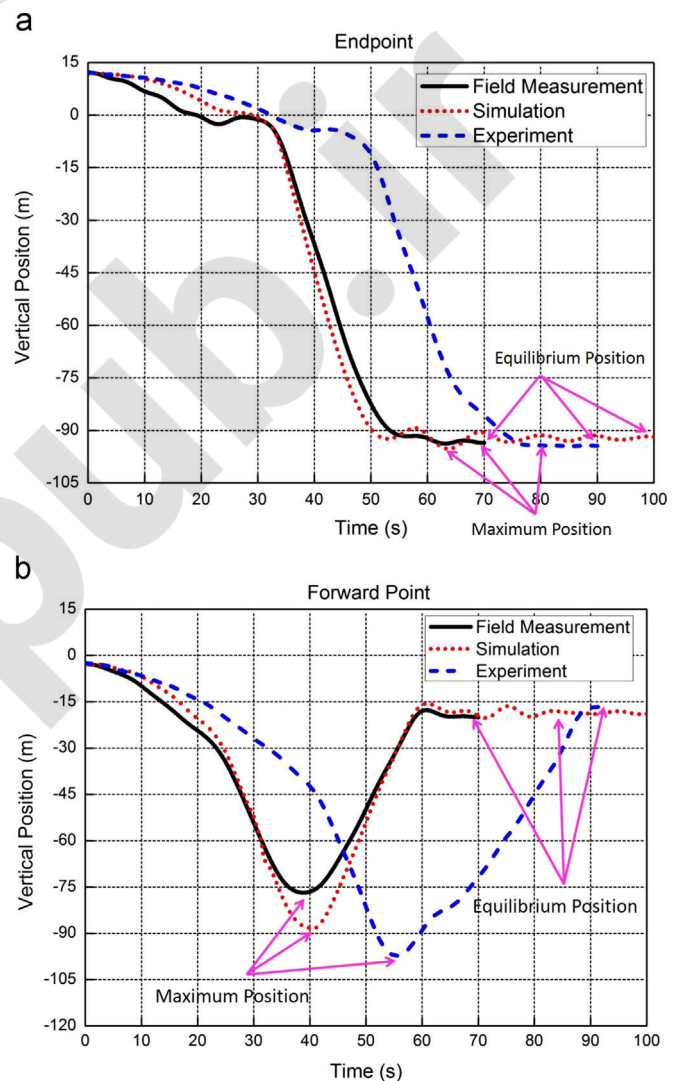 a
Endpoint
15
0
-15
-30
-45
-60
-75
-90
-105
Vertical Positon (m)
Field Measurement
Simulation
Experiment
Equilibrium Position
Maximum Position
0 10 20 30 40 50 60 70 80 90 100
Time (s)
b
Forward Point
15
0
-15
-30
-45
-60
-75
-90
-105
-120
Vertical Position (m)
Field Measurement
Simulation
Experiment
Equilibrium Position
Maximum Position
0 10 20 30 40 50 60 70 80 90 100
Time (s)
pub.ir